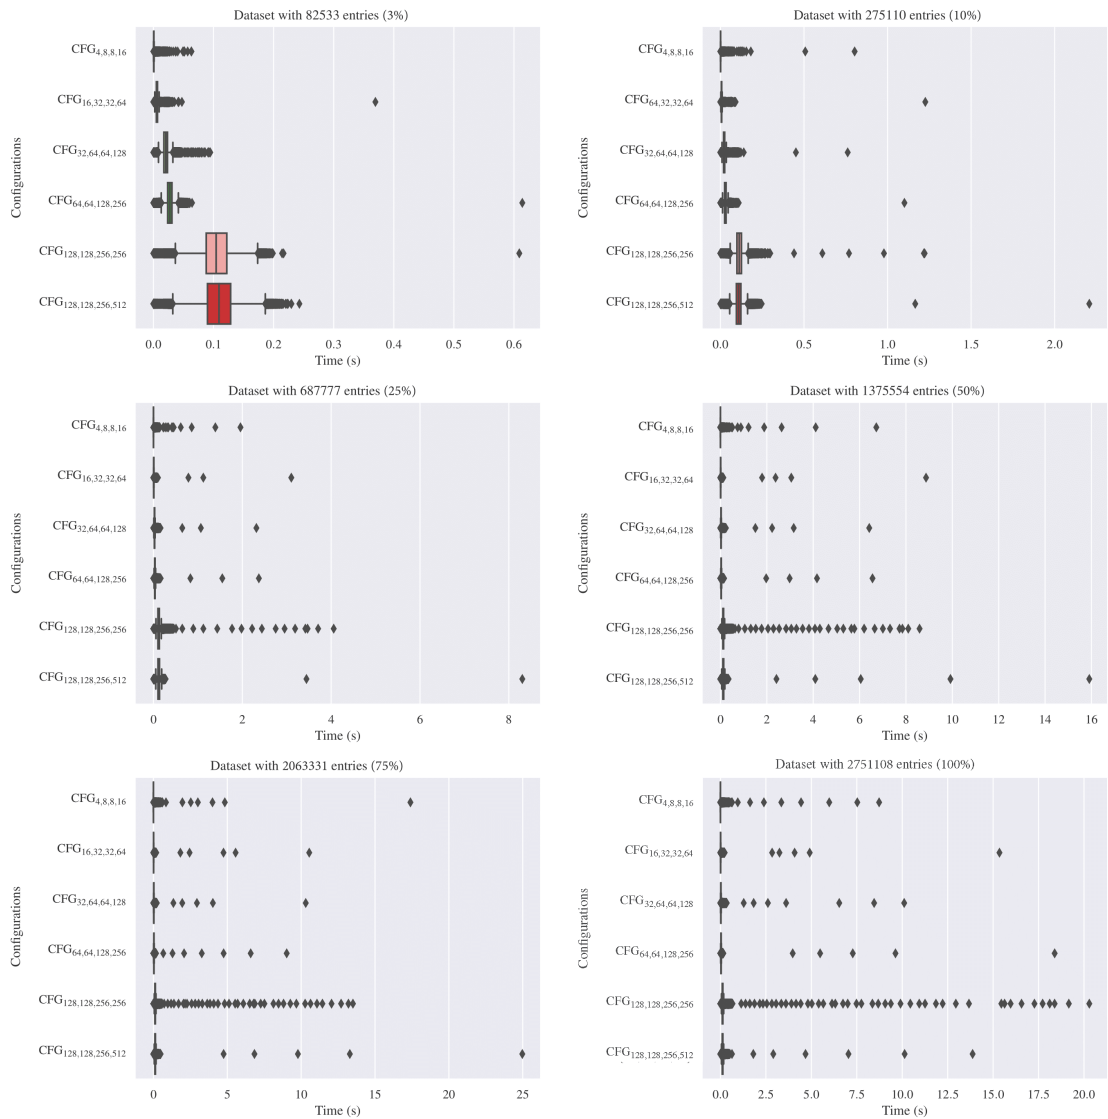 Dataset with 82533 entries (3%)
Configurations
CFG4,8,8,16
CFG16,32,32,64
CFG32,64,64,128
CFG64,64,128,256
CFG128,128,256,256
CFG128,128,256,512
0.0 0.1 0.2 0.3 0.4 0.5 0.6
Time (s)
Dataset with 275110 entries (10%)
Configurations
CFG4,8,8,16
CFG64,32,32,64
CFG32,64,64,128
CFG64,64,128,256
CFG128,128,256,256
CFG128,128,256,512
0.0 0.5 1.0 1.5 2.0
Time (s)
Dataset with 687777 entries (25%)
Configurations
CFG4,8,8,16
CFG16,32,32,64
CFG32,64,64,128
CFG64,64,128,256
CFG128,128,256,256
CFG128,128,256,512
0 2 4 6 8
Time (s)
Dataset with 1375554 entries (50%)
Configurations
CFG4,8,8,16
CFG16,32,32,64
CFG32,64,64,128
CFG64,64,128,256
CFG128,128,256,256
CFG128,128,256,512
0 2 4 6 8 10 12 14 16
Time (s)
Dataset with 2063331 entries (75%)
Configurations
CFG4,8,8,16
CFG16,32,32,64
CFG32,64,64,128
CFG64,64,128,256
CFG128,128,256,256
CFG128,128,256,512
0 5 10 15 20 25
Time (s)
Dataset with 2751108 entries (100%)
Configurations
CFG4,8,8,16
CFG16,32,32,64
CFG32,64,64,128
CFG64,64,128,256
CFG128,128,256,256
CFG128,128,256,512
0.0 2.5 5.0 7.5 10.0 12.5 15.0 17.5 20.0
Time (s)